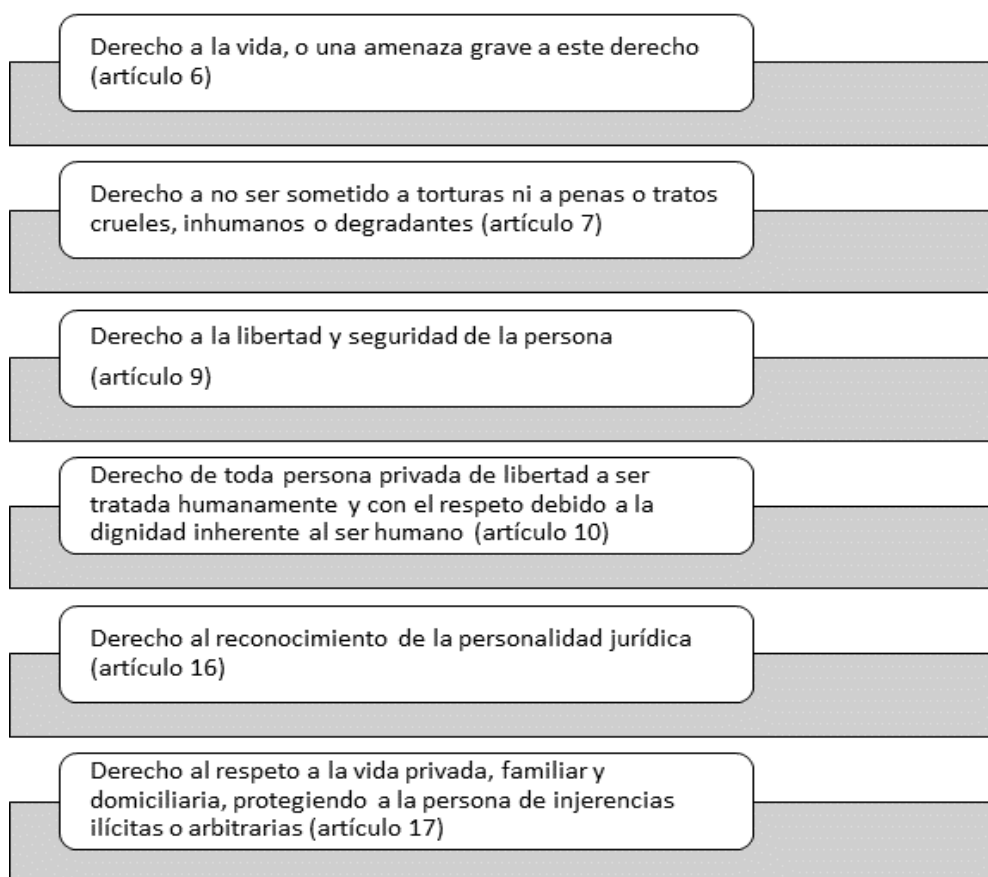 Derecho a la vida, o una amenaza grave a este derecho
(artículo 6)
Derecho a no ser sometido a torturas ni a penas o tratos
crueles, inhumanos o degradantes (artículo 7)
Derecho a la libertad y seguridad de la persona
(artículo 9)
Derecho de toda persona privada de libertad a ser
tratada humanamente y con el respeto debido a la
dignidad inherente al ser humano (artículo 10)
Derecho al reconocimiento de la personalidad jurídica
(artículo 16)
Derecho al respeto a la vida privada, familiar y
domiciliaria, protegiendo a la persona de injerencias
ilícitas o arbitrarias (artículo 17)